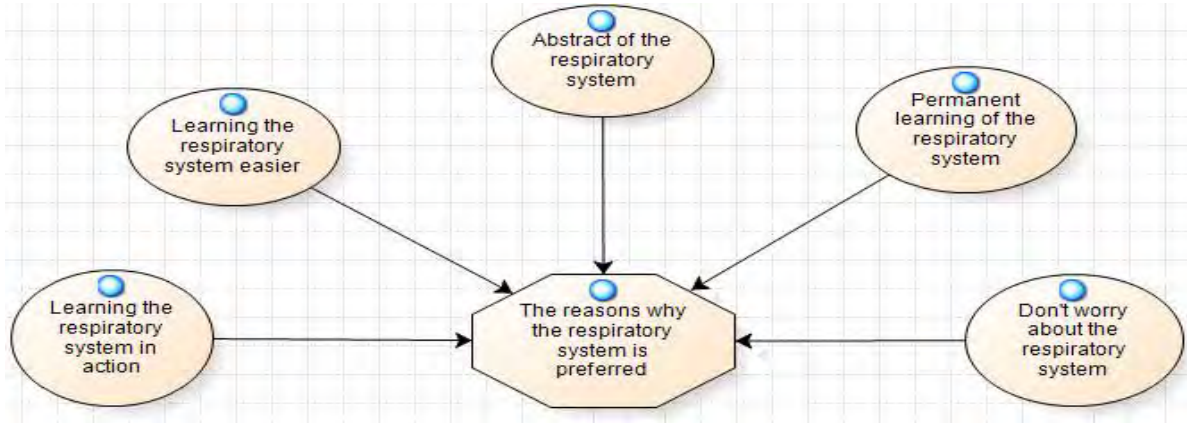 Abstract of the
respiratory
system
Learning the
respiratory
system easier
Permanent
learning of the
respiratory
system
Learning the
respiratory
system in
action
The reasons why
the respiratory
system is
preferred
Don't worry
about the
respiratory
system